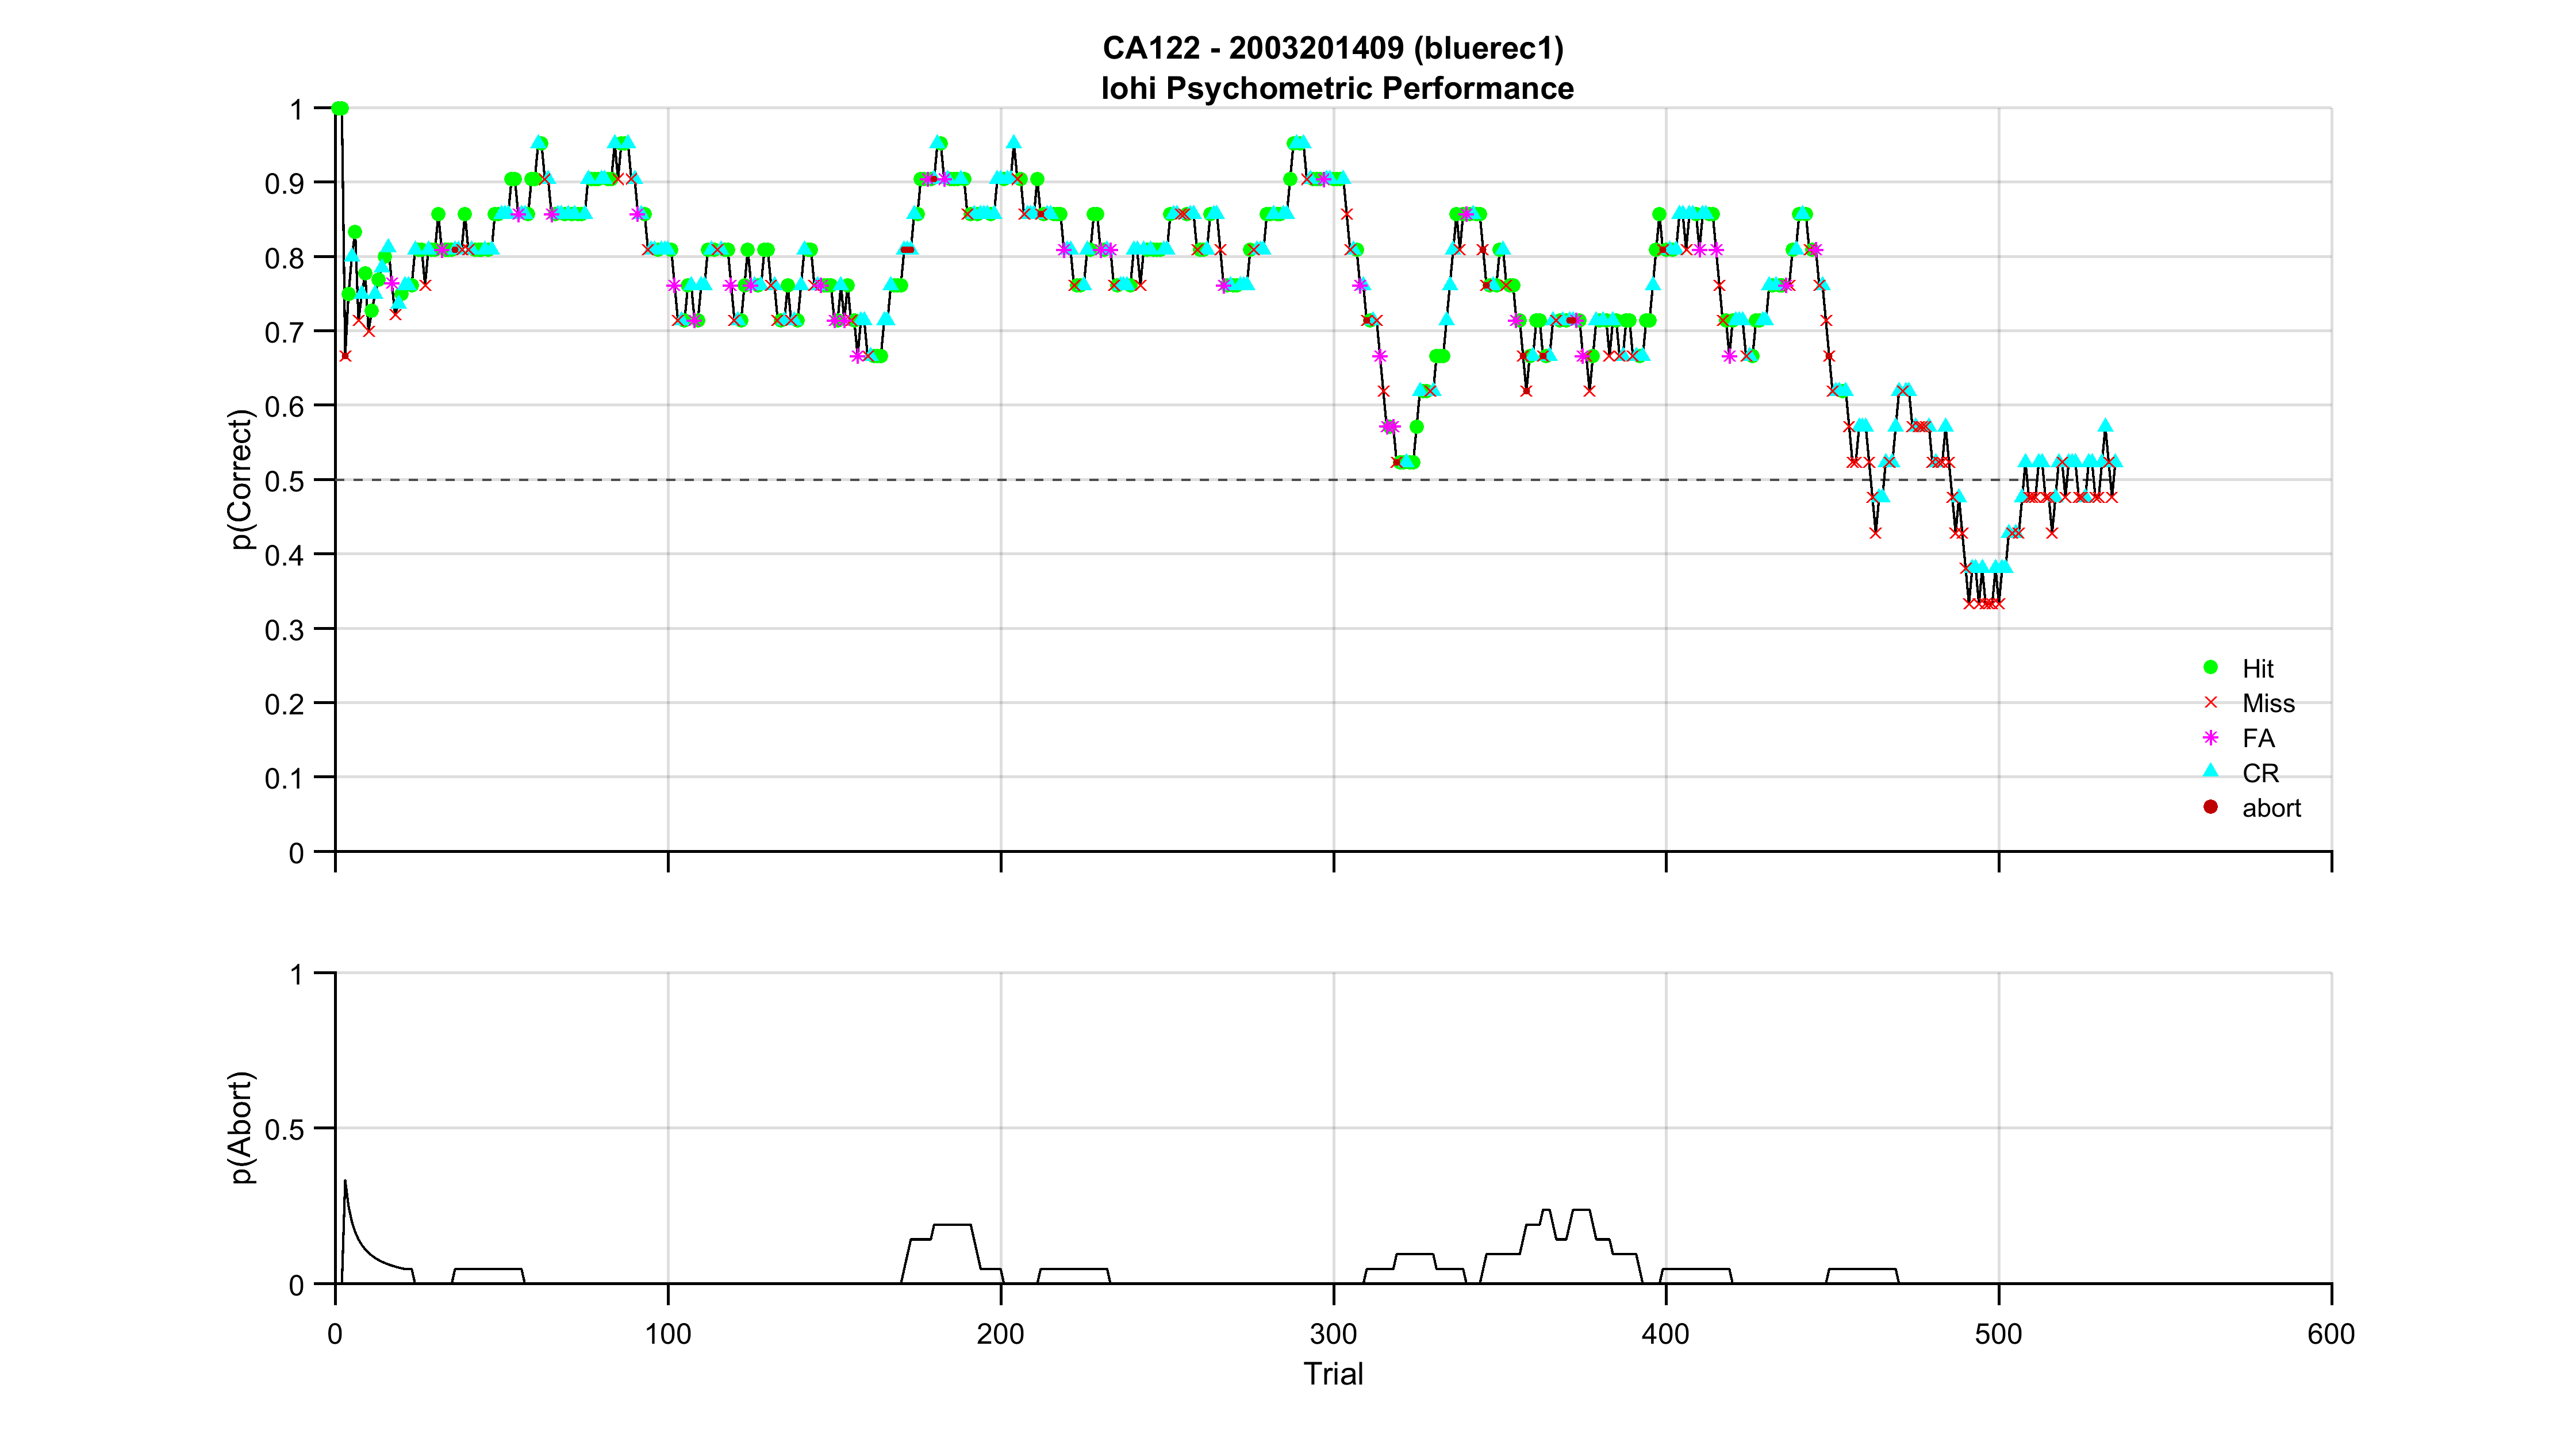 CA122 - 2003201409 (bluerec1)
lohi Psychometric Performance
1
0.9
0.8
0.7
0.6
0.5
0.4
0.3
0.2
0.1
0
p(Correct)
Hit
Miss
FA
CR
abort
1
0.5
0
p(Abort)
0 100 200 300 400 500 600
Trial